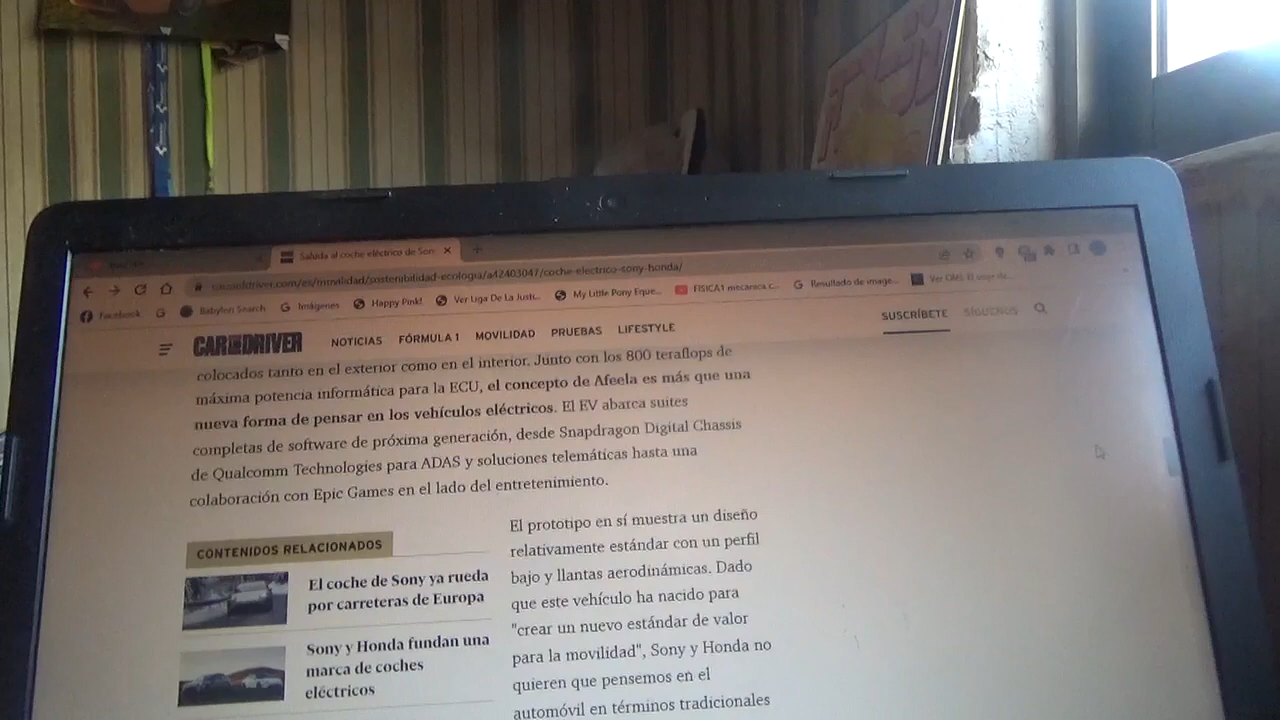 Saluda al coche eléctrico de Son
caranddriver.com/es/movilidad/sostenibilidad-ecologia/a42403047/coche-electrico-sony-honda/
Facebook
Babylon Search
Imágenes
Happy Pink!
Ver Liga De La Justi...
My Little Pony Eque...
FISICA1 mecanica c...
Resultado de image...
CAR AND DRIVER
NOTICIAS FÓRMULA 1 MOVILIDAD PRUEBAS LIFESTYLE
SUSCRÍBETE SÍGUENOS
colocados tanto en el exterior como en el interior. Junto con los 800 teraflops de
máxima potencia informática para la ECU, el concepto de Afeela es más que una
nueva forma de pensar en los vehículos eléctricos. El EV abarca suites
completas de software de próxima generación, desde Snapdragon Digital Chassis
de Qualcomm Technologies para ADAS y soluciones telemáticas hasta una
colaboración con Epic Games en el lado del entretenimiento.
CONTENIDOS RELACIONADOS
El coche de Sony ya rueda
por carreteras de Europa
Sony y Honda fundan una
marca de coches
eléctricos
El prototipo en sí muestra un diseño
relativamente estándar con un perfil
bajo y llantas aerodinámicas. Dado
que este vehículo ha nacido para
"crear un nuevo estándar de valor
para la movilidad", Sony y Honda no
quieren que pensemos en el
automóvil en términos tradicionales